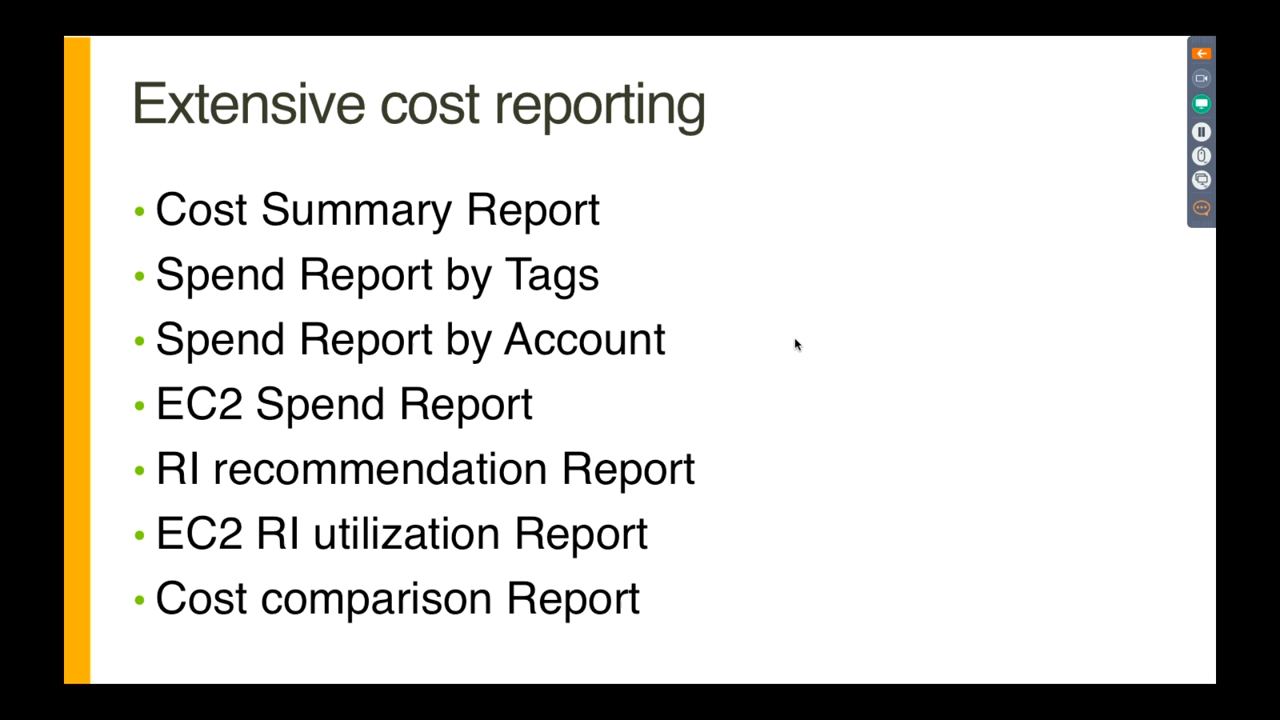 Extensive cost reporting
• Cost Summary Report
• Spend Report by Tags
• Spend Report by Account
• EC2 Spend Report
• RI recommendation Report
• EC2 RI utilization Report
• Cost comparison Report